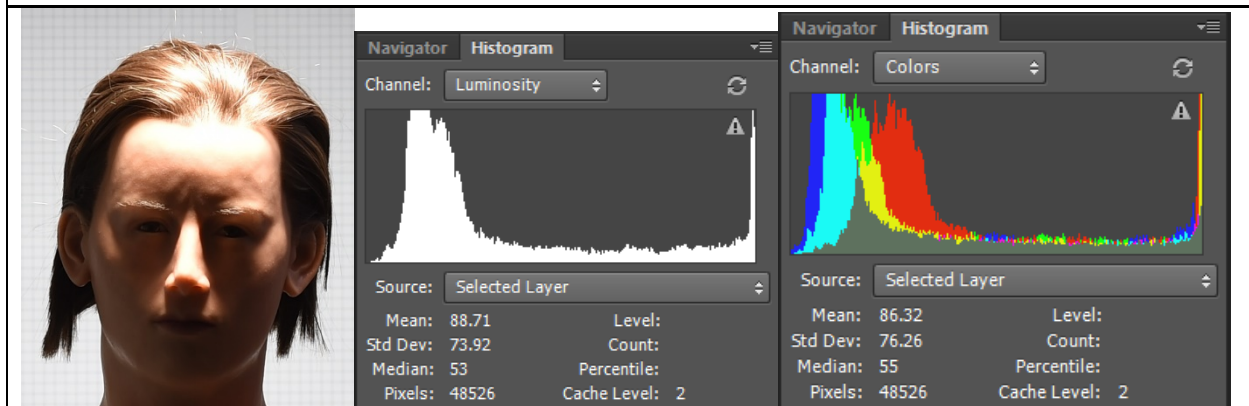 Navigator Histogram
Channel: Luminosity
Source: Selected Layer
Mean: 88.71 Level:
Std Dev: 73.92 Count:
Median: 53 Percentile:
Pixels: 48526 Cache Level: 2
Navigator Histogram
Channel: Colors
Source: Selected Layer
Mean: 86.32 Level:
Std Dev: 76.26 Count:
Median: 55 Percentile:
Pixels: 48526 Cache Level: 2